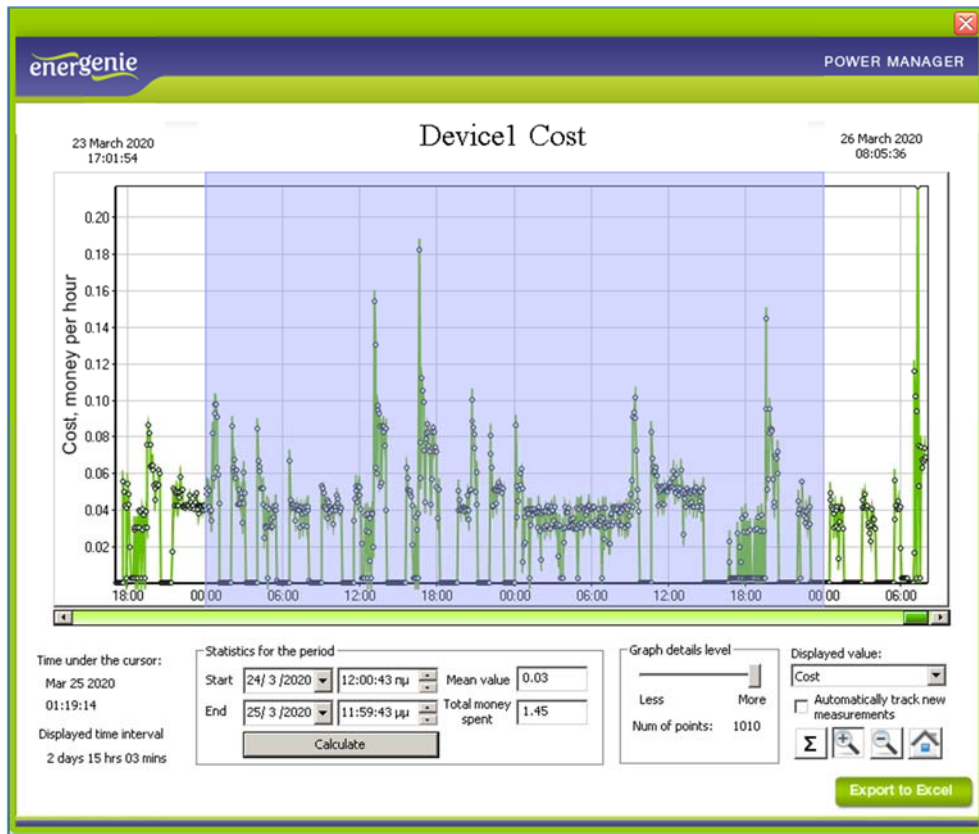 energenie
POWER MANAGER
Device1 Cost
23 March 2020
17:01:54
26 March 2020
08:05:36
Cost, money per hour
0.20
0.18
0.16
0.14
0.12
0.10
0.08
0.06
0.04
0.02
18:00 00:00 06:00 12:00 18:00 00:00 06:00 12:00 18:00 00:00 06:00
Time under the cursor:
Mar 25 2020
01:19:14
Displayed time interval
2 days 15 hrs 03 mins
Statistics for the period
Start 24/ 3 /2020 12:00:43 πμ Mean value 0.03
End 25/ 3 /2020 11:59:43 μμ Total money spent 1.45
Calculate
Graph details level
Less More
Num of points: 1010
Displayed value:
Cost
Automatically track new
measurements
Σ
Export to Excel